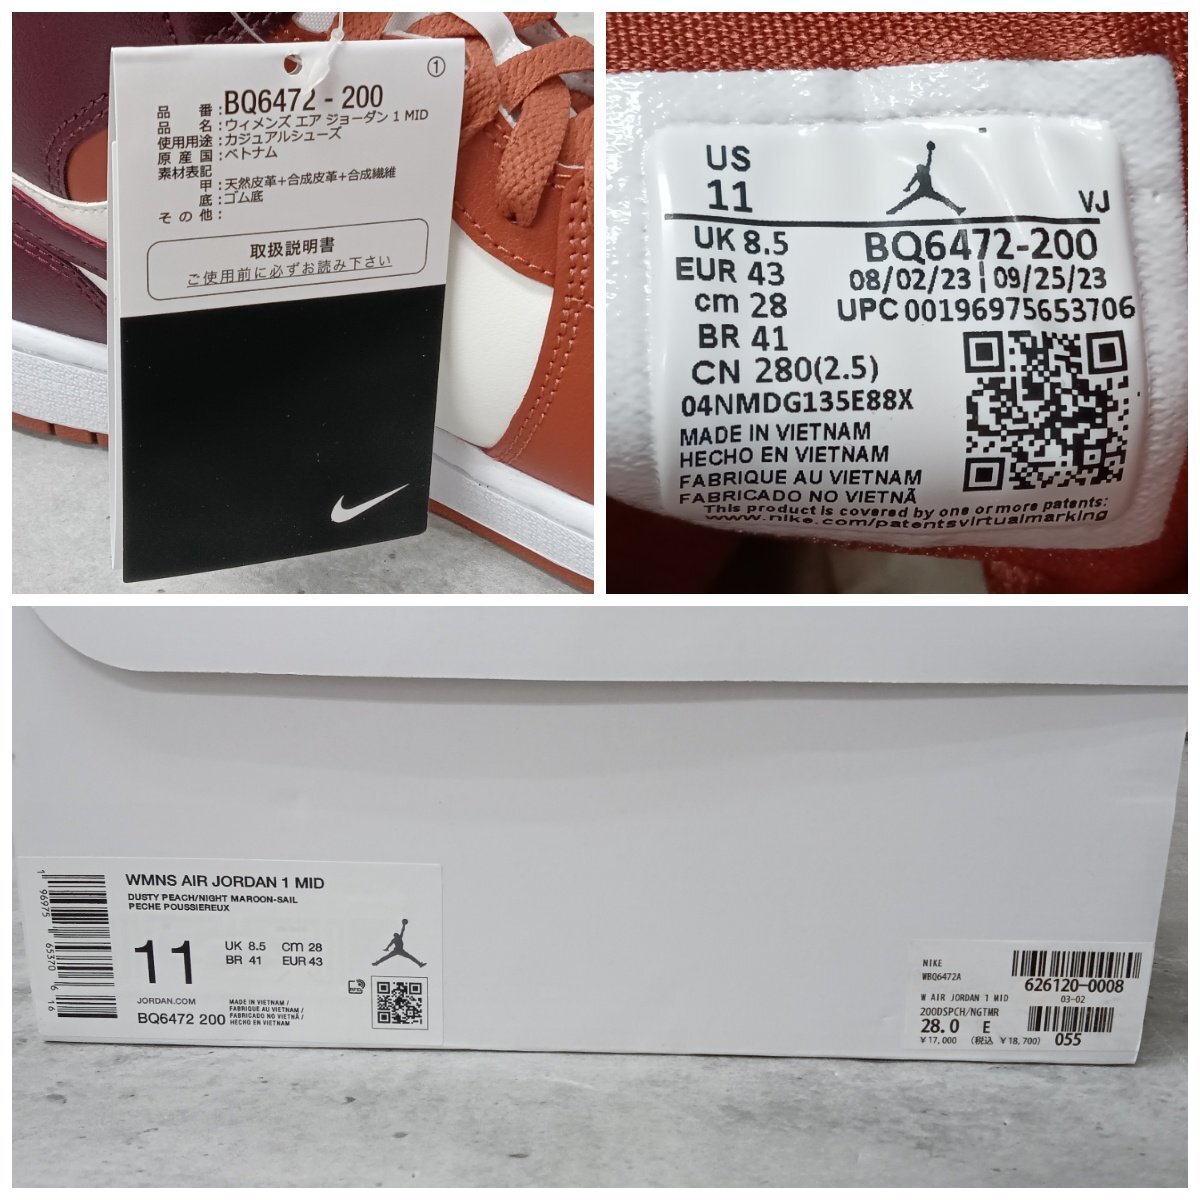 ①
品 番 : BQ6472 - 200
品 名 : ウィメンズ エア ジョーダン 1 MID
使用用途 : カジュアルシューズ
原 産 国 : ベトナム
素材表記
甲 : 天然皮革+合成皮革+合成繊維
底 : ゴム底
そ の 他 :
取扱説明書
ご使用前に必ずお読み下さい
US
11
VJ
UK 8.5
EUR 43
cm 28
BR 41
CN 280(2.5)
BQ6472-200
08/02/23 | 09/25/23
UPC 00196975653706
04NMDG135E88X
MADE IN VIETNAM
HECHO EN VIETNAM
FABRIQUE AU VIETNAM
FABRICADO NO VIETNÃ
This product is covered by one or more patents:
www.nike.com/patentsvirtualmarking
1 96975 65370 6 16
WMNS AIR JORDAN 1 MID
DUSTY PEACH/NIGHT MAROON-SAIL
PECHE POUSSIEREUX
11
UK 8.5 cm 28
BR 41 EUR 43
JORDAN.COM
BQ6472 200
MADE IN VIETNAM /
FABRIQUE AU VIETNAM /
FABRICADO NO VIETNÃ /
HECHO EN VIETNAM
NIKE
WBQ6472A
626120-0008
W AIR JORDAN 1 MID 03-02
200DSPCH/NGTMR
28.0 E
¥17,000 (税込 ¥18,700) 055